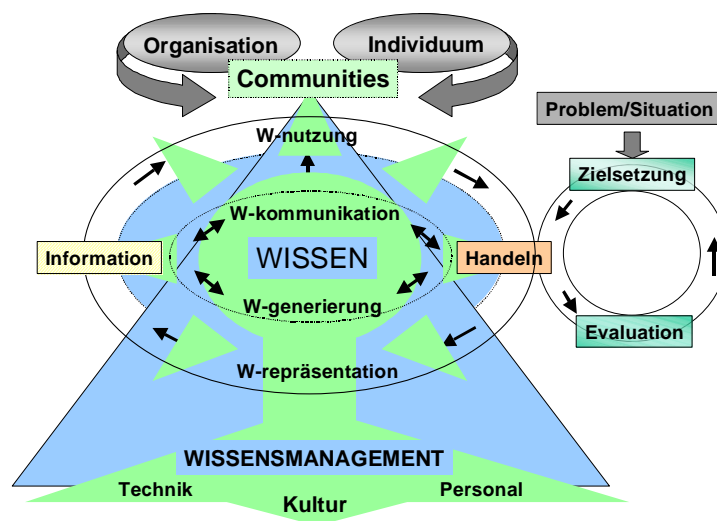 Organisation
Individuum
Communities
Problem/Situation
W-nutzung
Zielsetzung
W-kommunikation
Information
WISSEN
Handeln
W-generierung
Evaluation
W-repräsentation
WISSENSMANAGEMENT
Technik
Kultur
Personal